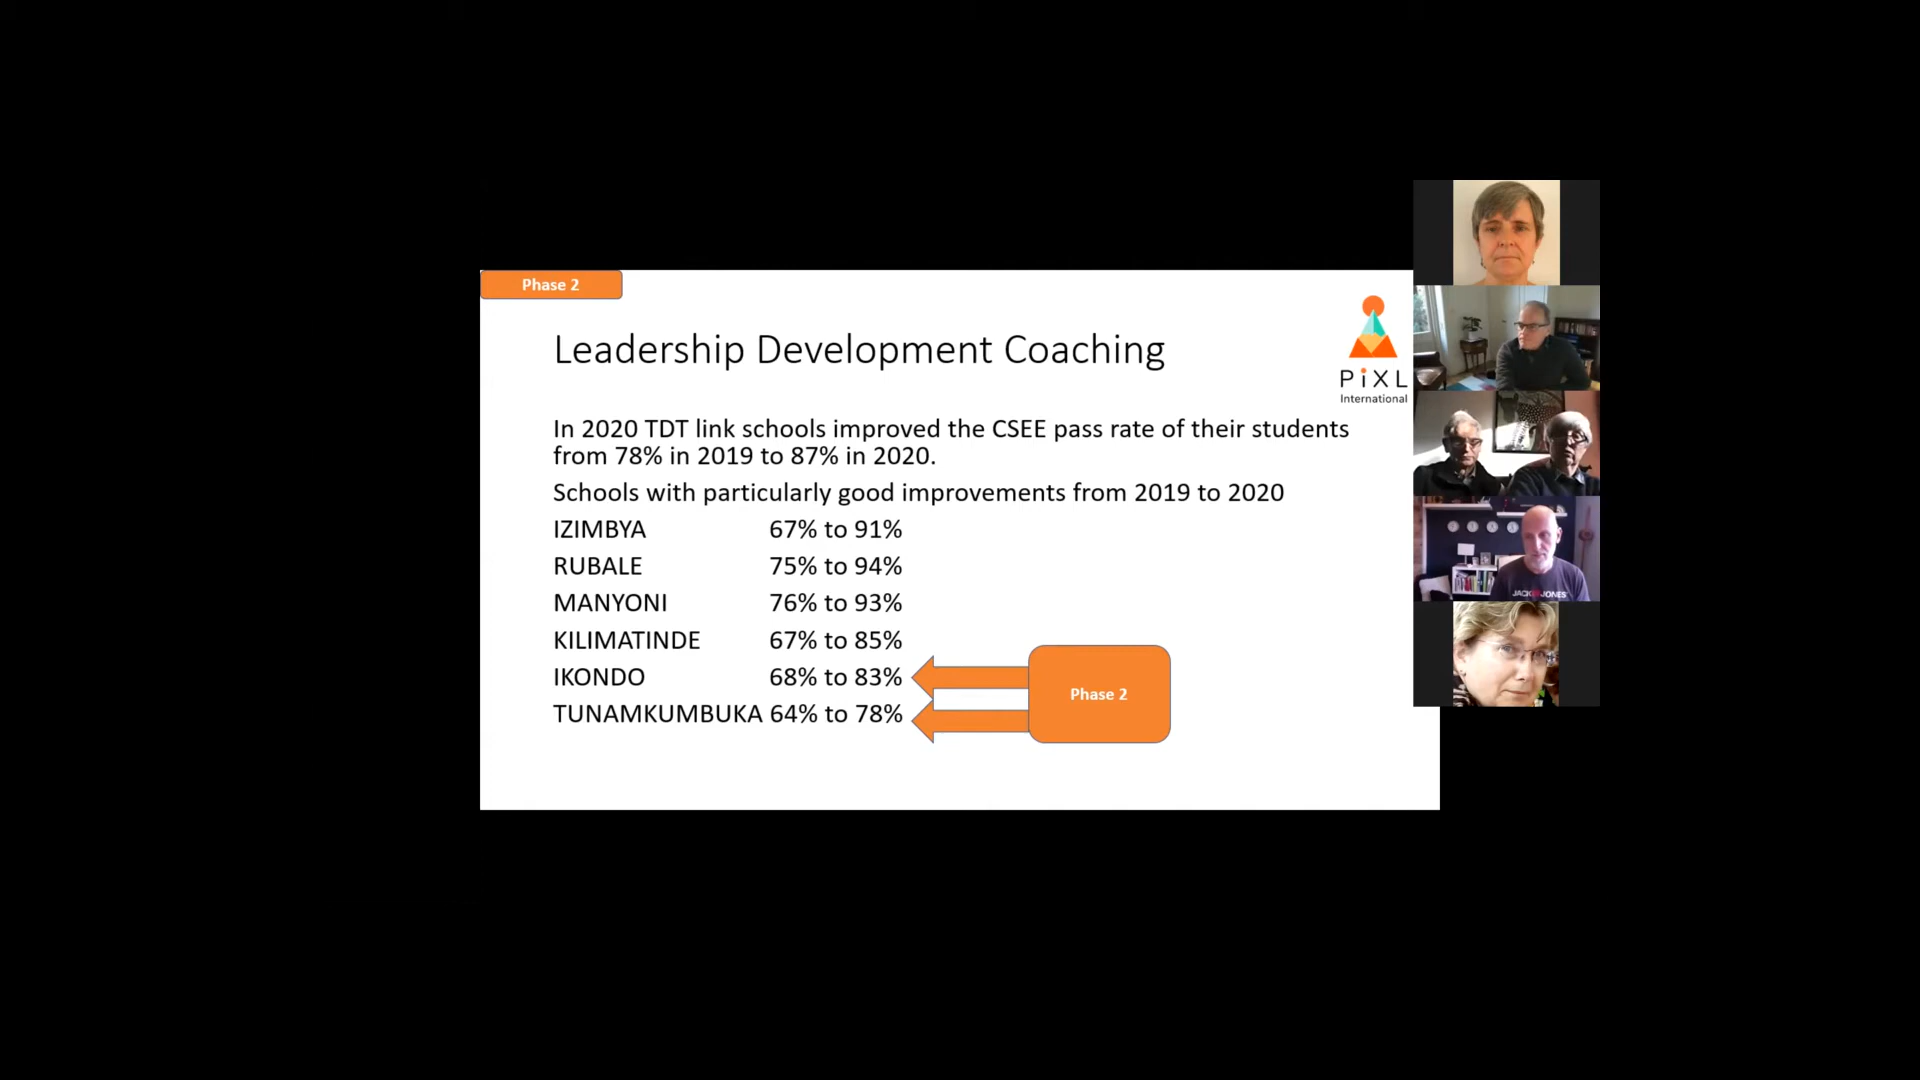 Phase 2
Leadership Development Coaching
PiXL
International
In 2020 TDT link schools improved the CSEE pass rate of their students
from 78% in 2019 to 87% in 2020.
Schools with particularly good improvements from 2019 to 2020
IZIMBYA 67% to 91%
RUBALE 75% to 94%
MANYONI 76% to 93%
KILIMATINDE 67% to 85%
IKONDO 68% to 83%
TUNAMKUMBUKA 64% to 78%
Phase 2
JACK JONES